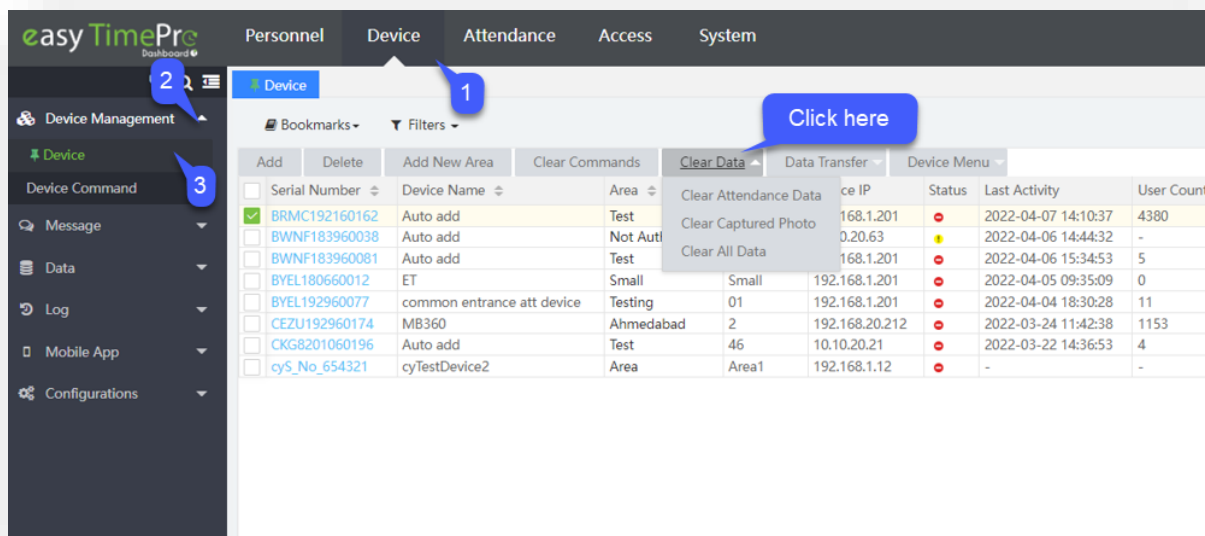 easy TimePro
Dashboard
Personnel Device Attendance Access System
2
1
Device
Device Management
Bookmarks Filters
Click here
Device
Add Delete Add New Area Clear Commands Clear Data Data Transfer Device Menu
Device Command
3
Serial Number Device Name Area ce IP Status Last Activity User Count
Clear Attendance Data
Clear Captured Photo
Clear All Data
BRMC192160162 Auto add Test 168.1.201 2022-04-07 14:10:37 4380
BWNF183960038 Auto add Not Aut 0.20.63 2022-04-06 14:44:32 -
BWNF183960081 Auto add Test 168.1.201 2022-04-06 15:34:53 5
BYEL180660012 ET Small Small 192.168.1.201 2022-04-05 09:35:09 0
BYEL192960077 common entrance att device Testing 01 192.168.1.201 2022-04-04 18:30:28 11
CEZU192960174 MB360 Ahmedabad 2 192.168.20.212 2022-03-24 11:42:38 1153
CKG8201060196 Auto add Test 46 10.10.20.21 2022-03-22 14:36:53 4
cyS_No_654321 cyTestDevice2 Area Area1 192.168.1.12 - -
Message
Data
Log
Mobile App
Configurations